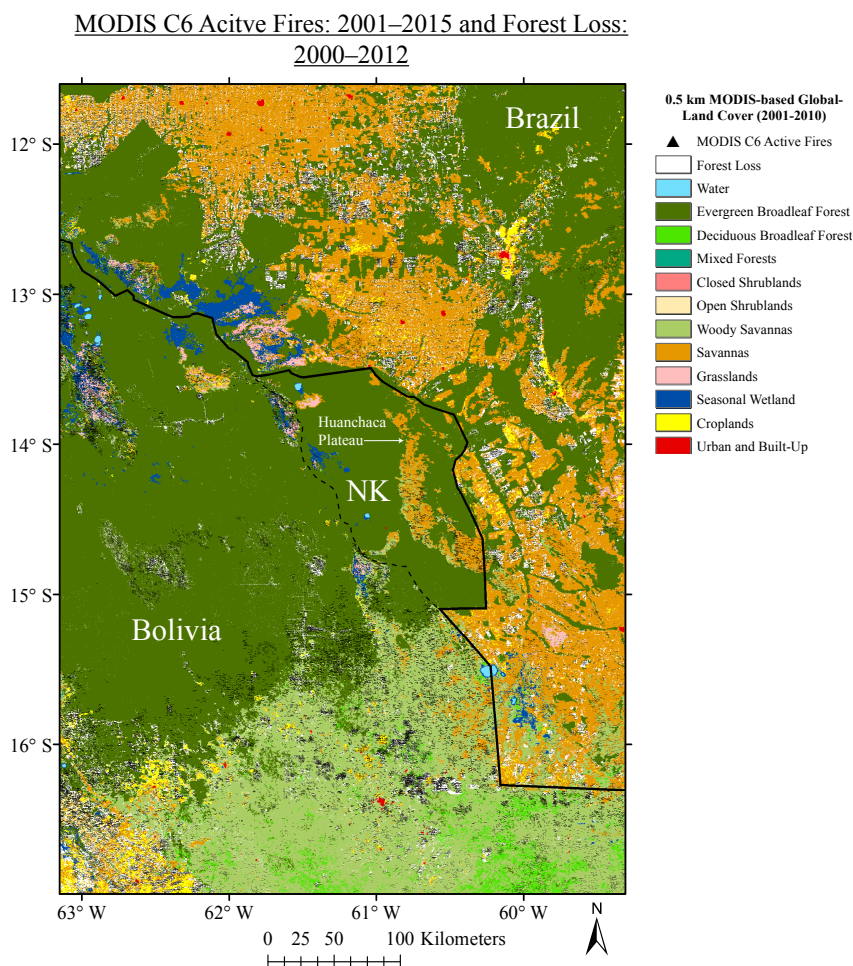 MODIS C6 Acitve Fires: 2001–2015 and Forest Loss:
2000–2012
Brazil
12° S
13° S
14° S
15° S
16° S
Huanchaca
Plateau
NK
Bolivia
63° W
62° W
61° W
60° W
N
0 25 50 100 Kilometers
0.5 km MODIS-based Global-
Land Cover (2001-2010)
MODIS C6 Active Fires
Forest Loss
Water
Evergreen Broadleaf Forest
Deciduous Broadleaf Forest
Mixed Forests
Closed Shrublands
Open Shrublands
Woody Savannas
Savannas
Grasslands
Seasonal Wetland
Croplands
Urban and Built-Up